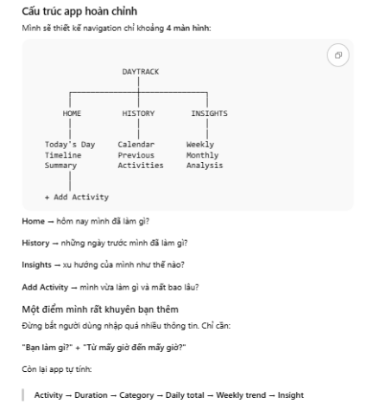 Cấu trúc app hoàn chỉnh
Mình sẽ thiết kế navigation chỉ khoảng 4 màn hình:
DAYTRACK
HOME HISTORY INSIGHTS
Today's Day Calendar Weekly
Timeline Previous Monthly
Summary Activities Analysis
+ Add Activity
Home → hôm nay mình đã làm gì?
History → những ngày trước mình đã làm gì?
Insights → xu hướng của mình như thế nào?
Add Activity → mình vừa làm gì và mất bao lâu?
Một điểm mình rất khuyên bạn thêm
Đừng bắt người dùng nhập quá nhiều thông tin. Chỉ cần:
"Bạn làm gì?" + "Từ mấy giờ đến mấy giờ?"
Còn lại app tự tính:
Activity → Duration → Category → Daily total → Weekly trend → Insight